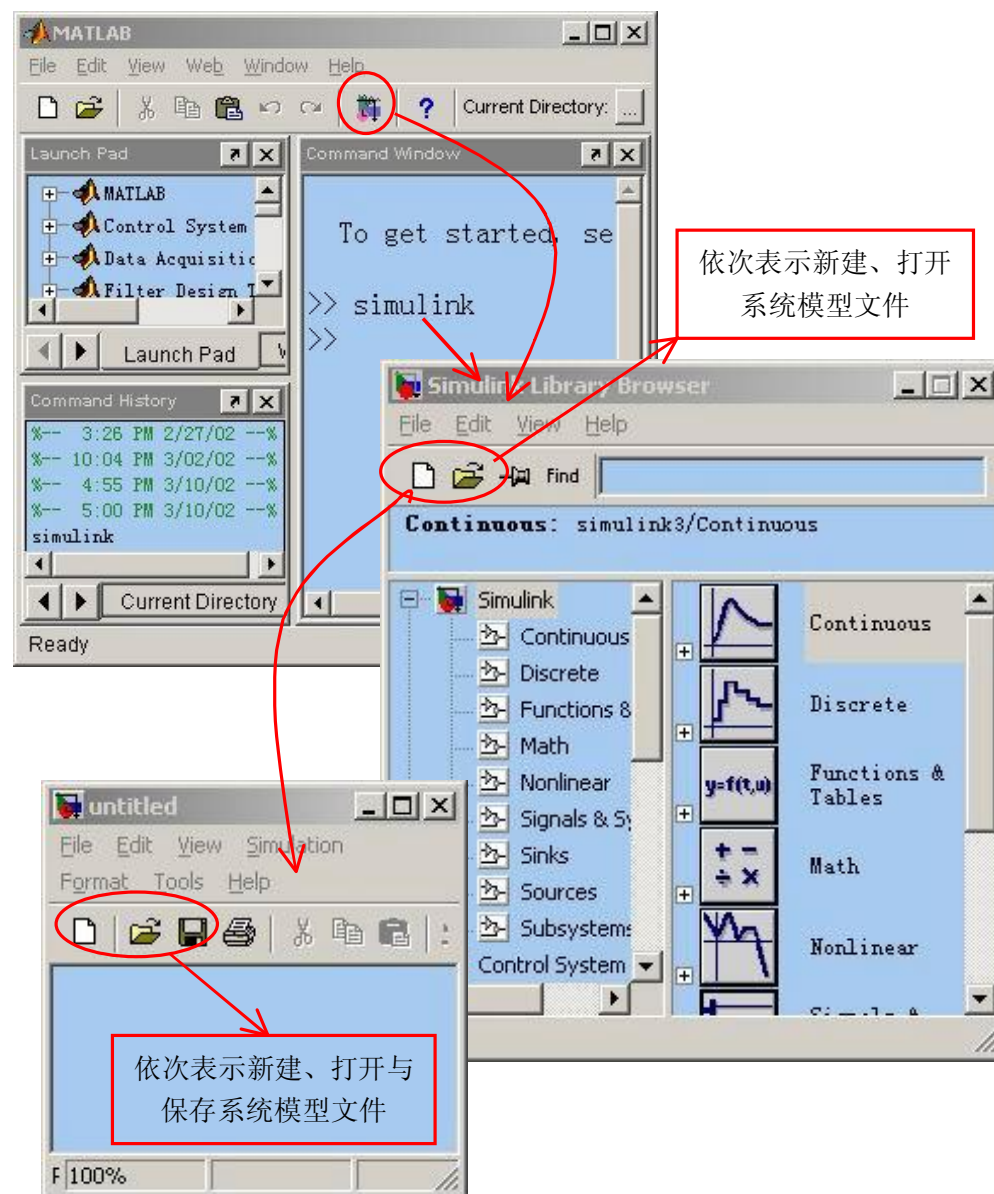 MATLAB
File Edit View Web Window Help
? Current Directory: ...
Launch Pad
MATLAB
Control System
Data Acquisitic
Filter Design T
Launch Pad
Command Window
To get started, se
>> simulink
>>
依次表示新建、打开
系统模型文件
Command History
%-- 3:26 PM 2/27/02 --%
%-- 10:04 PM 3/02/02 --%
%-- 4:55 PM 3/10/02 --%
%-- 5:00 PM 3/10/02 --%
simulink
Current Directory
Ready
Simulink Library Browser
File Edit View Help
Find
Continuous: simulink3/Continuous
Simulink
Continuous
Discrete
Functions &
Math
Nonlinear
Signals & Sy
Sinks
Sources
Subsystems
Control System
Continuous
Discrete
y=f(t,u)
Functions &
Tables
Math
Nonlinear
untitled
File Edit View Simulation
Format Tools Help
依次表示新建、打开与
保存系统模型文件
F 100%